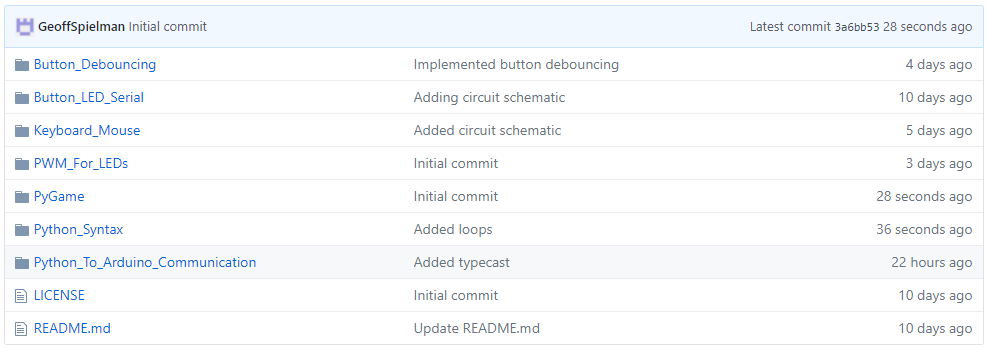 GeoffSpielman Initial commit Latest commit 3a6bb53 28 seconds ago
Button_Debouncing Implemented button debouncing 4 days ago
Button_LED_Serial Adding circuit schematic 10 days ago
Keyboard_Mouse Added circuit schematic 5 days ago
PWM_For_LEDs Initial commit 3 days ago
PyGame Initial commit 28 seconds ago
Python_Syntax Added loops 36 seconds ago
Python_To_Arduino_Communication Added typecast 22 hours ago
LICENSE Initial commit 10 days ago
README.md Update README.md 10 days ago